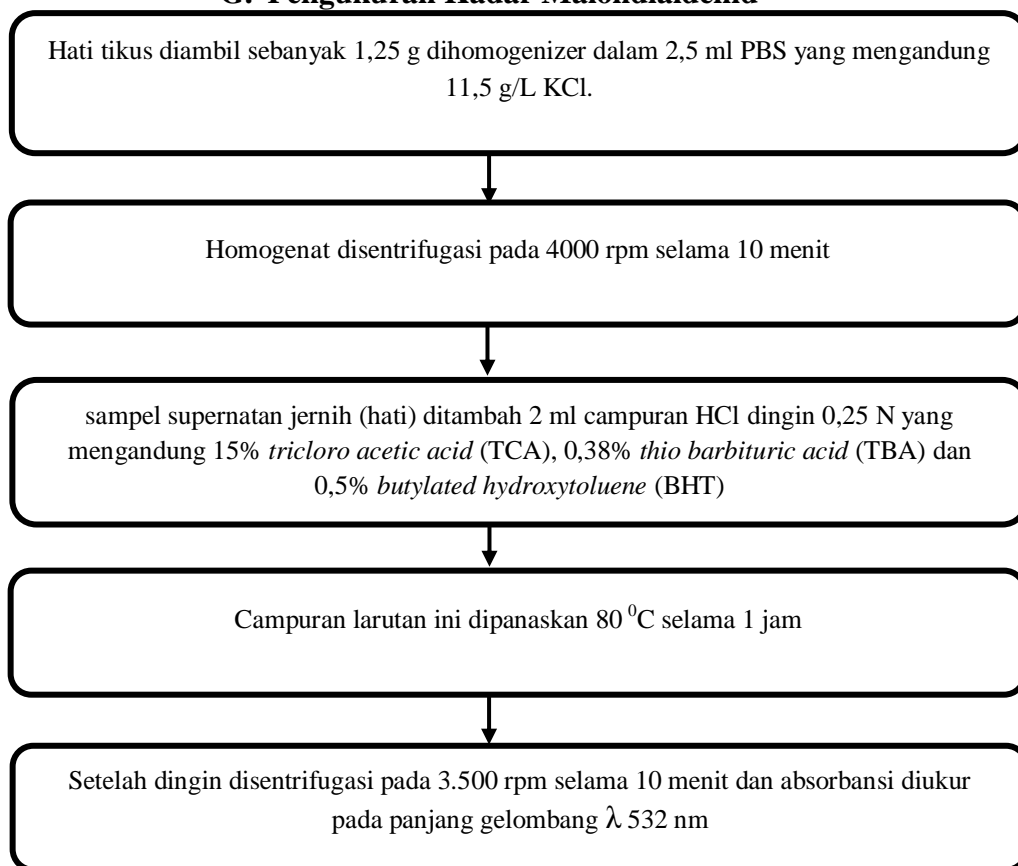 G. Pengukuran Kadar Malondialdehid
Hati tikus diambil sebanyak 1,25 g dihomogenizer dalam 2,5 ml PBS yang mengandung
11,5 g/L KCl.
Homogenat disentrifugasi pada 4000 rpm selama 10 menit
sampel supernatan jernih (hati) ditambah 2 ml campuran HCl dingin 0,25 N yang
mengandung 15% tricloro acetic acid (TCA), 0,38% thio barbituric acid (TBA) dan
0,5% butylated hydroxytoluene (BHT)
Campuran larutan ini dipanaskan 80 ⁰C selama 1 jam
Setelah dingin disentrifugasi pada 3.500 rpm selama 10 menit dan absorbansi diukur
pada panjang gelombang λ 532 nm